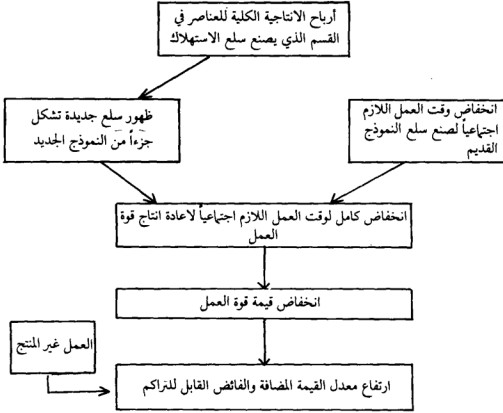 أرباح الانتاجية الكلية للعناصر في
القسم الذي يصنع سلع الاستهلاك
ظهور سلع جديدة تشكل
جزءاً من النموذج الجديد
انخفاض وقت العمل اللازم
اجتماعياً لصنع سلع النموذج
القديم
انخفاض كامل لوقت العمل اللازم اجتماعياً لاعادة انتاج قوة
العمل
انخفاض قيمة قوة العمل
العمل غير المنتج
ارتفاع معدل القيمة المضافة والفائض القابل للتراكم